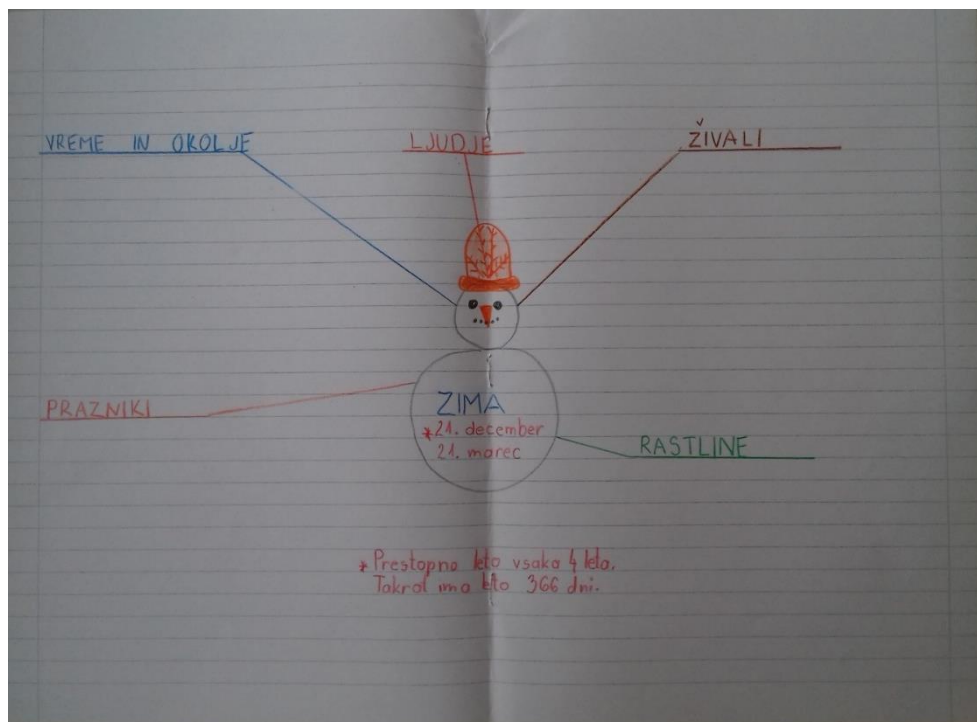 VREME IN OKOLJE
LJUDJE
ŽIVALI
PRAZNIKI
ZIMA
*21. december
21. marec
RASTLINE
*Prestopno leto vsaka 4 leta.
Takrat ima leto 366 dni.